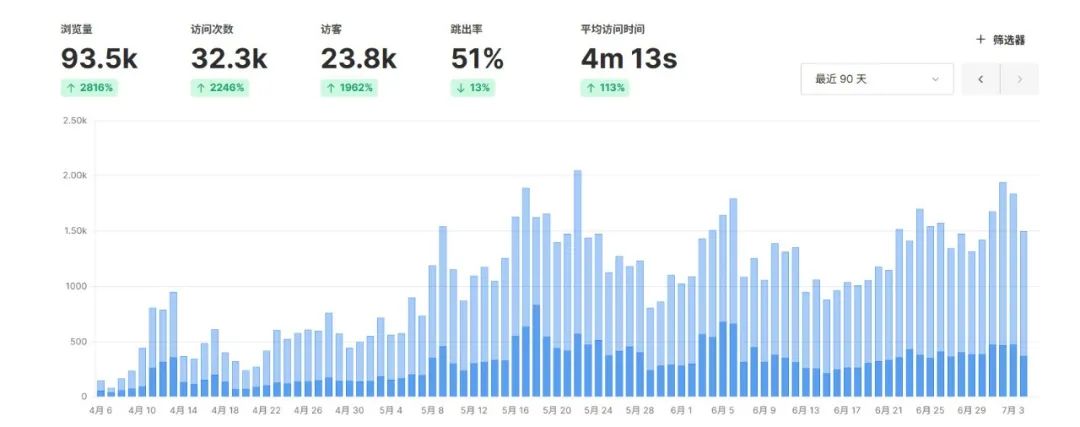 浏览量 访问次数 访客 跳出率 平均访问时间
93.5k 32.3k 23.8k 51% 4m 13s
↑ 2816% ↑ 2246% ↑ 1962% ↓ 13% ↑ 113%
+ 筛选器
最近 90 天
2.50k
2.00k
1.50k
1000
500
0
4月 6 4月 10 4月 14 4月 18 4月 22 4月 26 4月 30 5月 4 5月 8 5月 12 5月 16 5月 20 5月 24 5月 28 6月 1 6月 5 6月 9 6月 13 6月 17 6月 21 6月 25 6月 29 7月 3